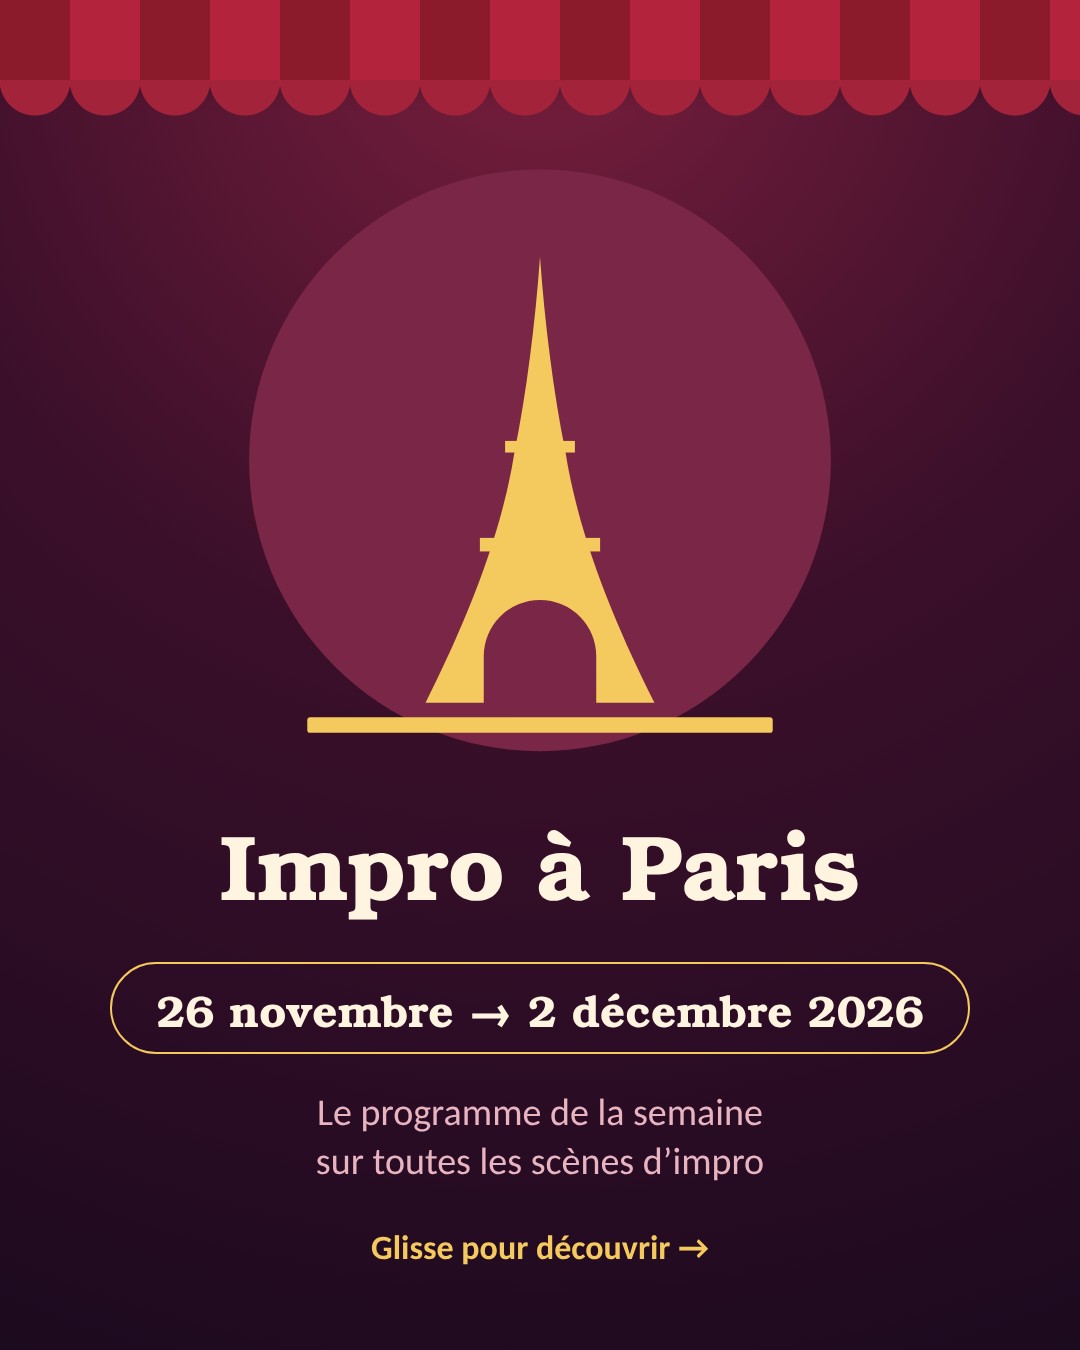 Impro à Paris
26 novembre → 2 décembre 2026
Le programme de la semaine
sur toutes les scènes d’impro
Glisse pour découvrir →